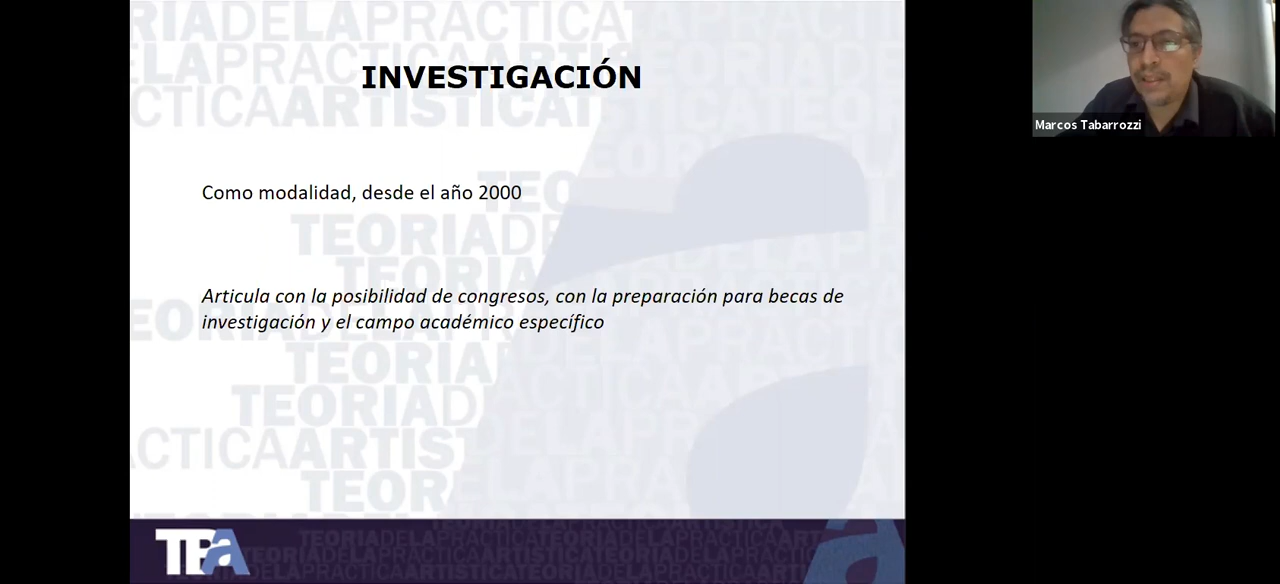 INVESTIGACIÓN
Como modalidad, desde el año 2000
Articula con la posibilidad de congresos, con la preparación para becas de
investigación y el campo académico específico
TPA
Marcos Tabarrozzi